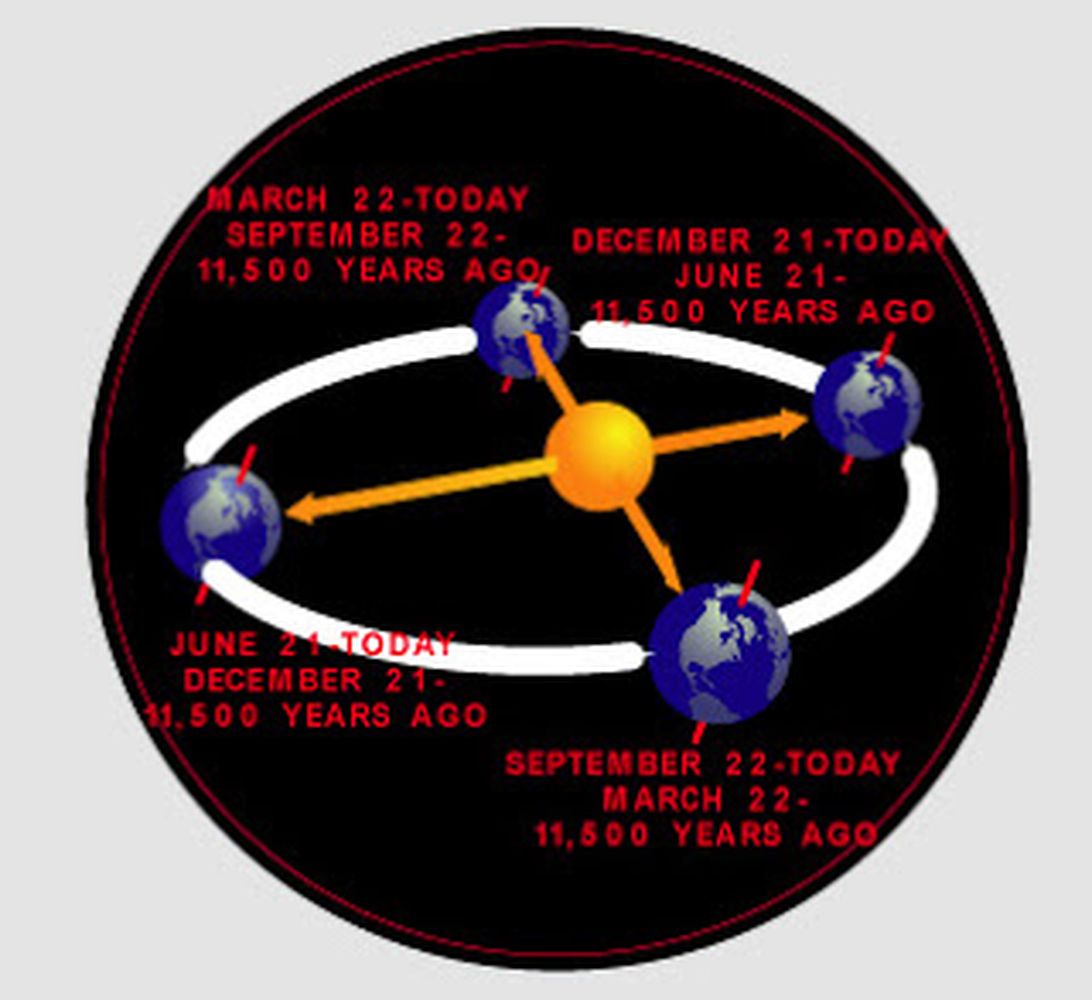 MARCH 22-TODAY
SEPTEMBER 22-
11,500 YEARS AGO
DECEMBER 21-TODAY
JUNE 21-
11,500 YEARS AGO
JUNE 21-TODAY
DECEMBER 21-
11,500 YEARS AGO
SEPTEMBER 22-TODAY
MARCH 22-
11,500 YEARS AGO